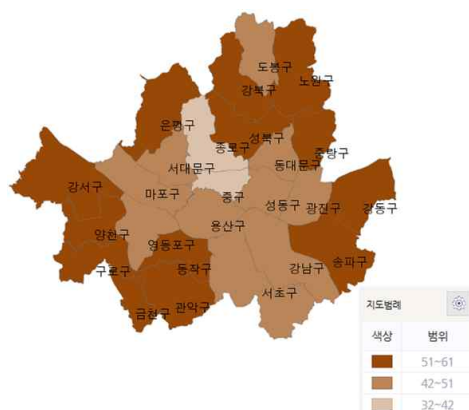 도봉구
노원구
강북구
은평구
성북구
종로구
중랑구
동대문구
서대문구
강서구
마포구
중구
성동구
광진구
강동구
용산구
양천구
영등포구
송파구
구로구
동작구
강남구
서초구
금천구
관악구
지도범례
색상 범위
51~61
42~51
32~42